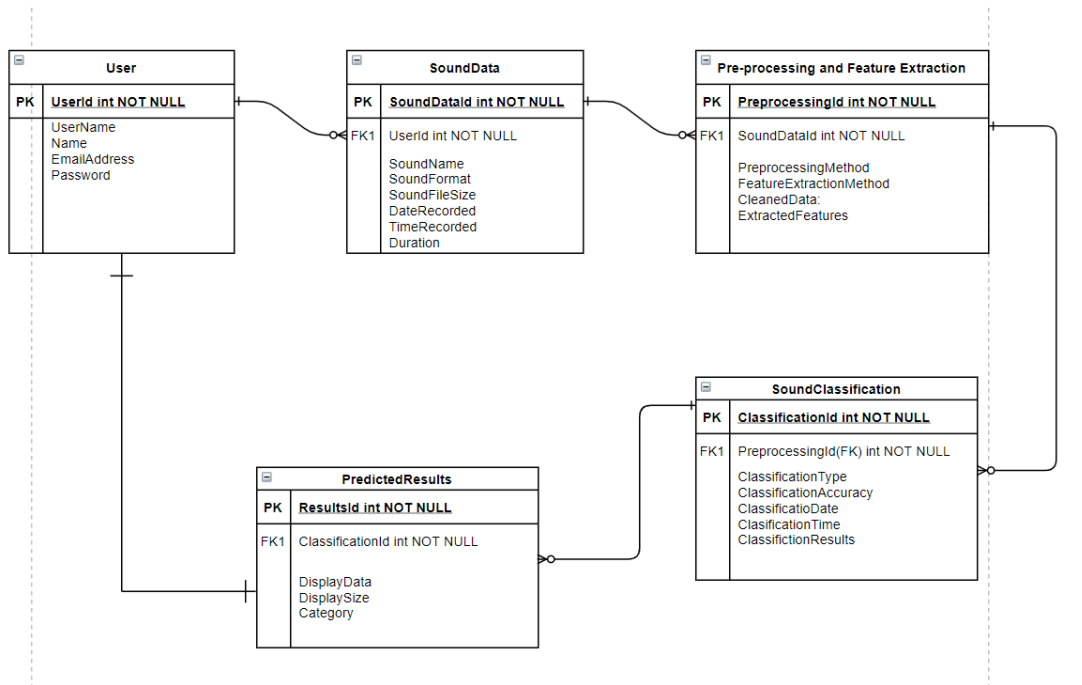 User
PK UserId int NOT NULL
UserName
Name
EmailAddress
Password
SoundData
PK SoundDataId int NOT NULL
FK1 UserId int NOT NULL
SoundName
SoundFormat
SoundFileSize
DateRecorded
TimeRecorded
Duration
Pre-processing and Feature Extraction
PK PreprocessingId int NOT NULL
FK1 SoundDataId int NOT NULL
PreprocessingMethod
FeatureExtractionMethod
CleanedData:
ExtractedFeatures
SoundClassification
PK ClassificationId int NOT NULL
FK1 PreprocessingId(FK) int NOT NULL
ClassificationType
ClassificationAccuracy
ClassificatioDate
ClasificationTime
ClassifictionResults
PredictedResults
PK ResultsId int NOT NULL
FK1 ClassificationId int NOT NULL
DisplayData
DisplaySize
Category